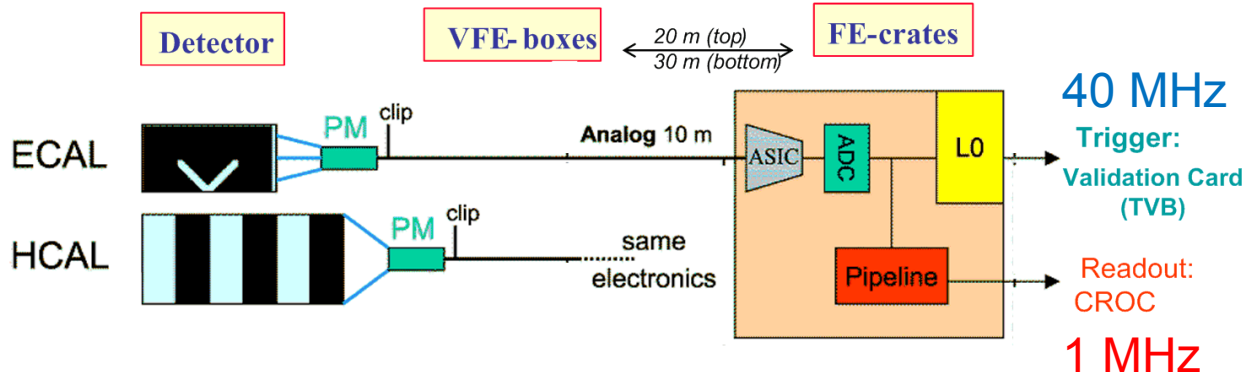 Detector
VFE-boxes
20 m (top)
30 m (bottom)
FE-crates
40 MHz
Trigger:
Validation Card
(TVB)
ECAL
PM
clip
Analog 10 m
ASIC
ADC
L0
HCAL
PM
clip
same
electronics
Pipeline
Readout:
CROC
1 MHz